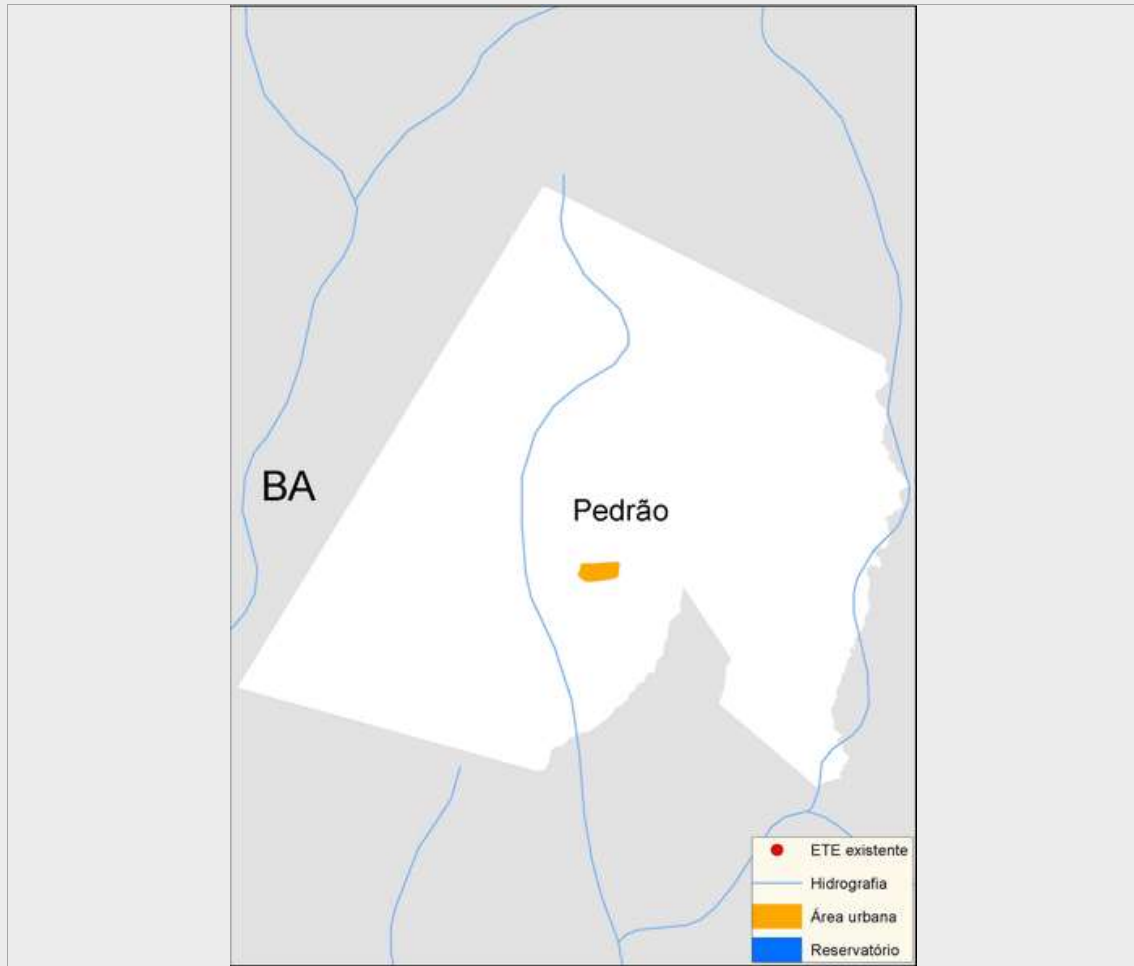 BA
Pedrão
ETE existente
Hidrografia
Área urbana
Reservatório